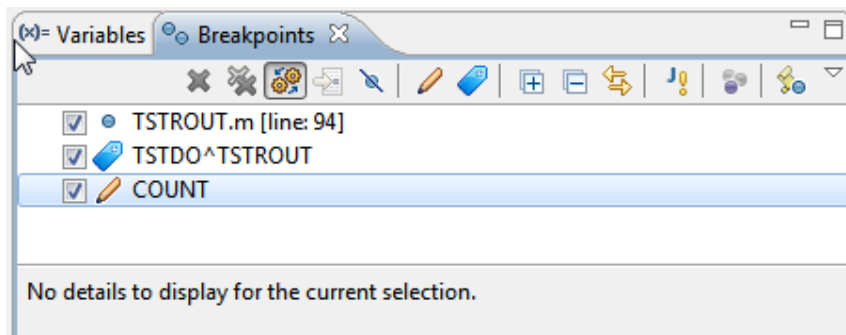 (x)= Variables Breakpoints
J!
TSTROUT.m [line: 94]
TSTDO^TSTROUT
COUNT
No details to display for the current selection.